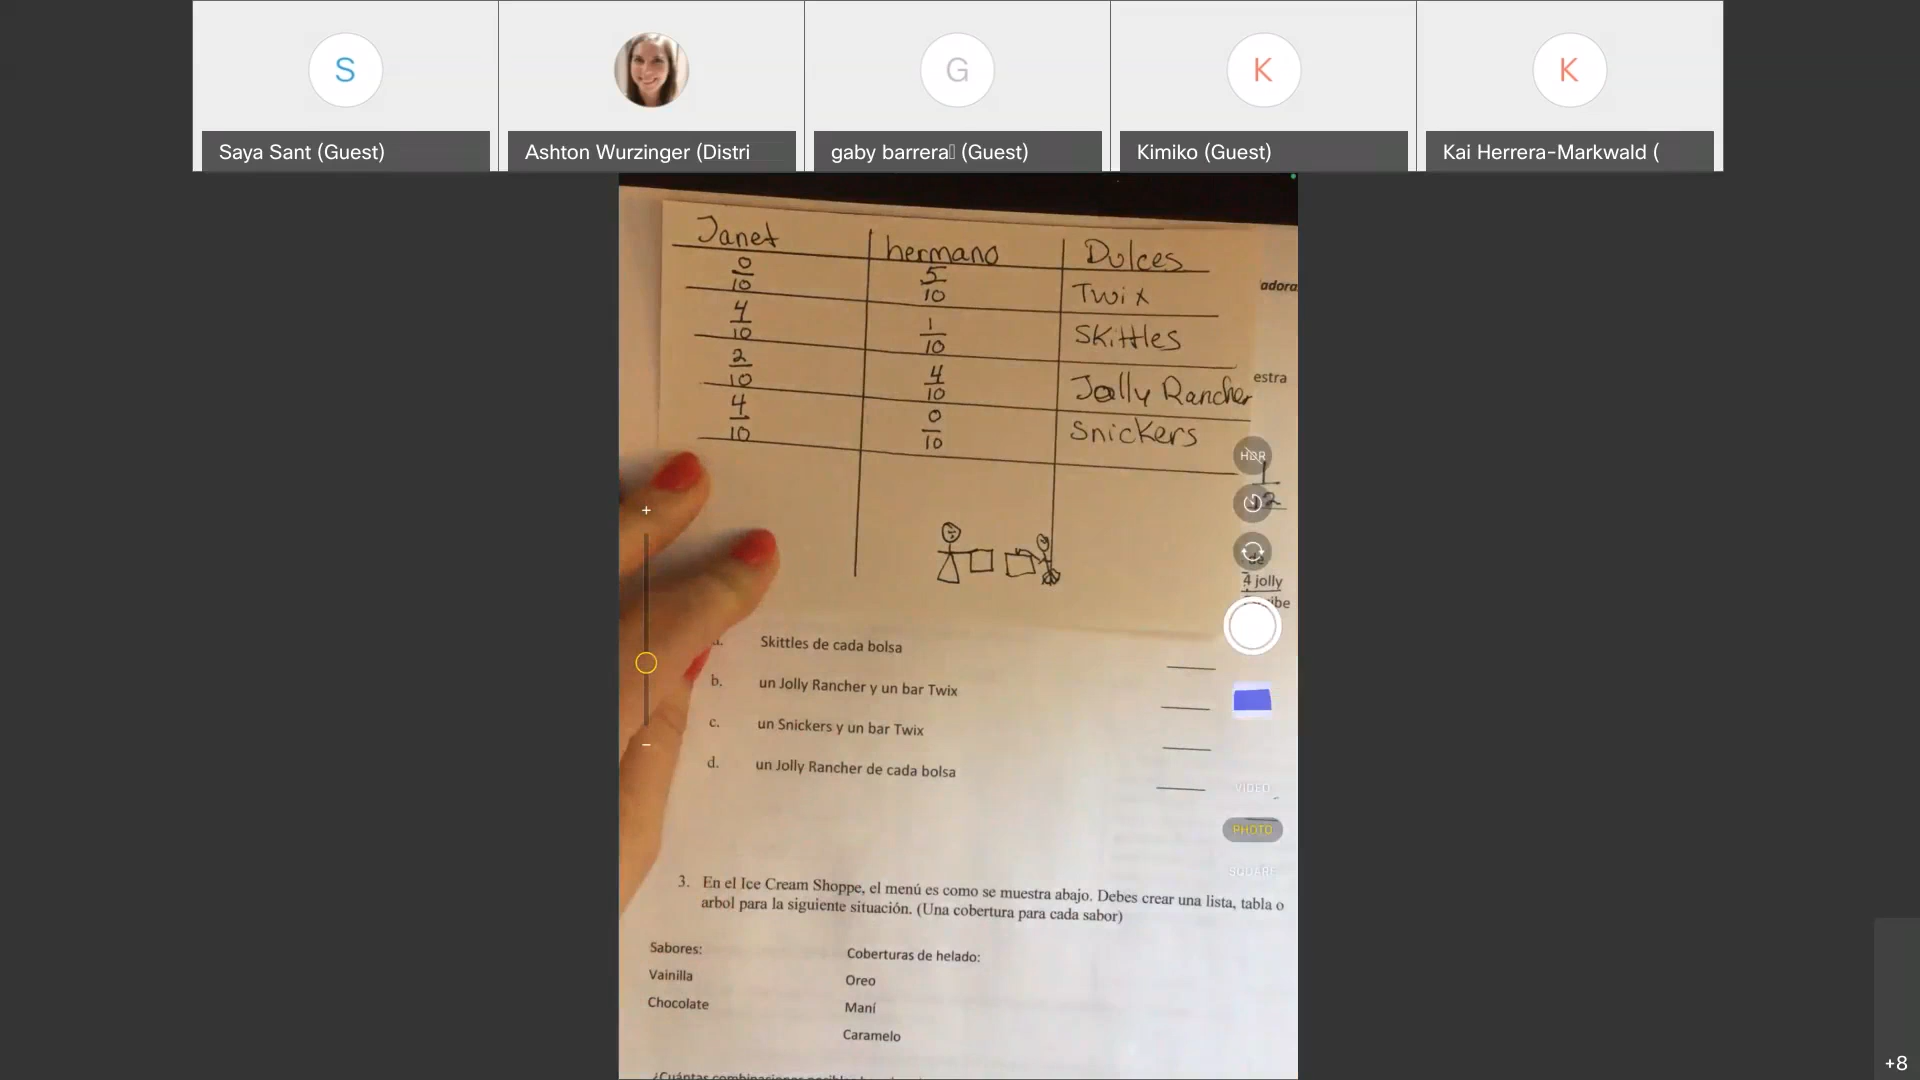 S
G
K
K
Saya Sant (Guest)
Ashton Wurzinger (Distri
gaby barrera▯ (Guest)
Kimiko (Guest)
Kai Herrera-Markwald (
Janet hermano Dulces
0/10 5/10 Twix
4/10 1/10 Skittles
2/10 4/10 Jolly Rancher
4/10 0/10 Snickers
adora
estra
HDR
1
2
de
4 jolly
ibe
+
−
a. Skittles de cada bolsa
b. un Jolly Rancher y un bar Twix
c. un Snickers y un bar Twix
d. un Jolly Rancher de cada bolsa
VIDEO
PHOTO
SQUARE
3. En el Ice Cream Shoppe, el menú es como se muestra abajo. Debes crear una lista, tabla o
arbol para la siguiente situación. (Una cobertura para cada sabor)
Sabores: Coberturas de helado:
Vainilla Oreo
Chocolate Maní
Caramelo
¿Cuántas
+8